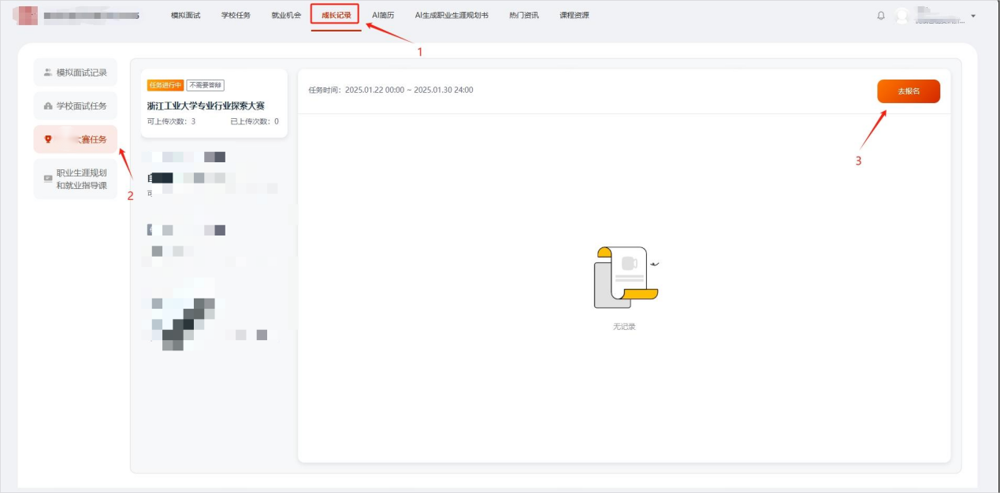 模拟面试 学校任务 就业机会 成长记录 AI简历 AI生成职业生涯规划书 热门资讯 课程资源
1
模拟面试记录
学校面试任务
大赛任务
2
职业生涯规划
和就业指导课
任务进行中 不需要答辩
浙江工业大学专业行业探索大赛
可上传次数：3 已上传次数：0
任务时间：2025.01.22 00:00 ~ 2025.01.30 24:00
去报名
3
无记录